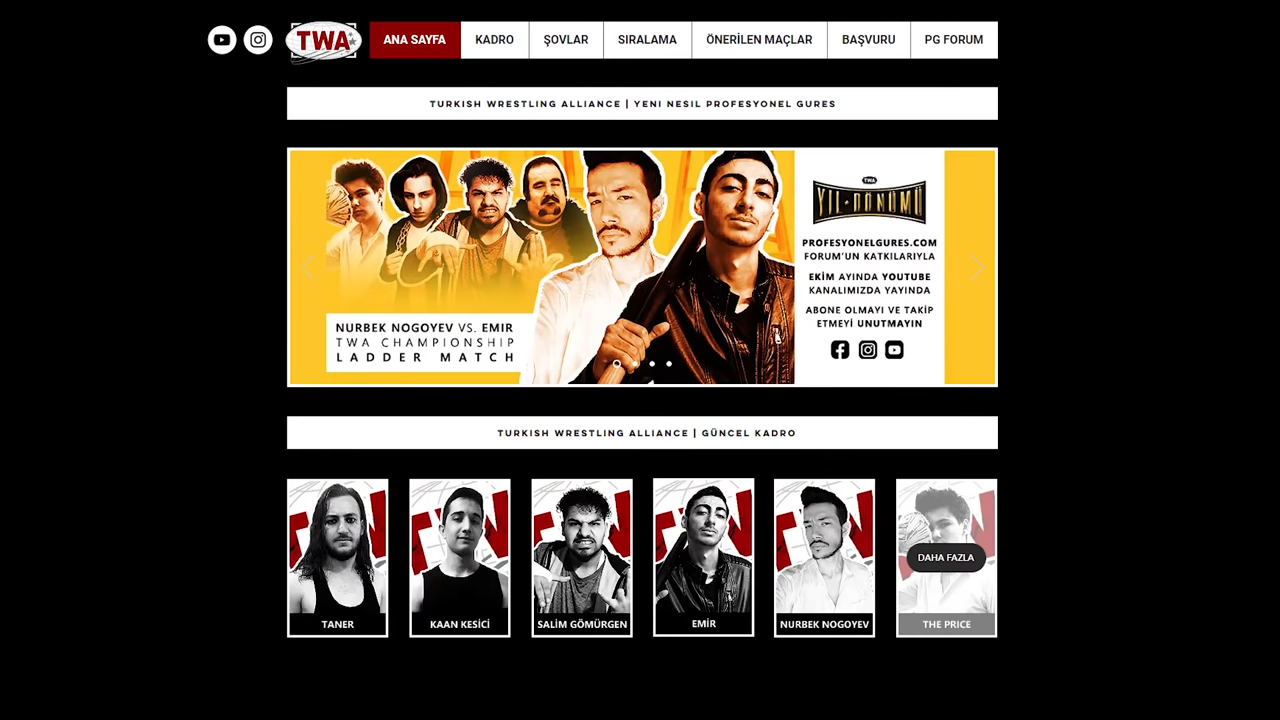 TWA
ANA SAYFA
KADRO
ŞOVLAR
SIRALAMA
ÖNERİLEN MAÇLAR
BAŞVURU
PG FORUM
TURKISH WRESTLING ALLIANCE | YENI NESIL PROFESYONEL GURES
TWA
YIL·DÖNÜMÜ
PROFESYONELGURES.COM
FORUM'UN KATKILARIYLA
EKİM AYINDA YOUTUBE
KANALIMIZDA YAYINDA
ABONE OLMAYI VE TAKİP
ETMEYİ UNUTMAYIN
NURBEK NOGOYEV VS. EMIR
TWA CHAMPIONSHIP
LADDER MATCH
TURKISH WRESTLING ALLIANCE | GÜNCEL KADRO
TANER
KAAN KESİCİ
SALİM GÖMÜRGEN
EMİR
NURBEK NOGOYEV
DAHA FAZLA
THE PRICE